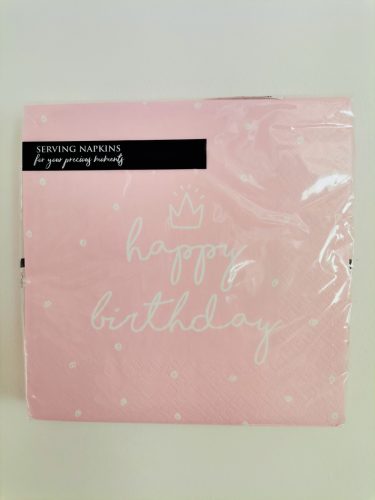 SERVING NAPKINS
for your precious moments
happy
birthday